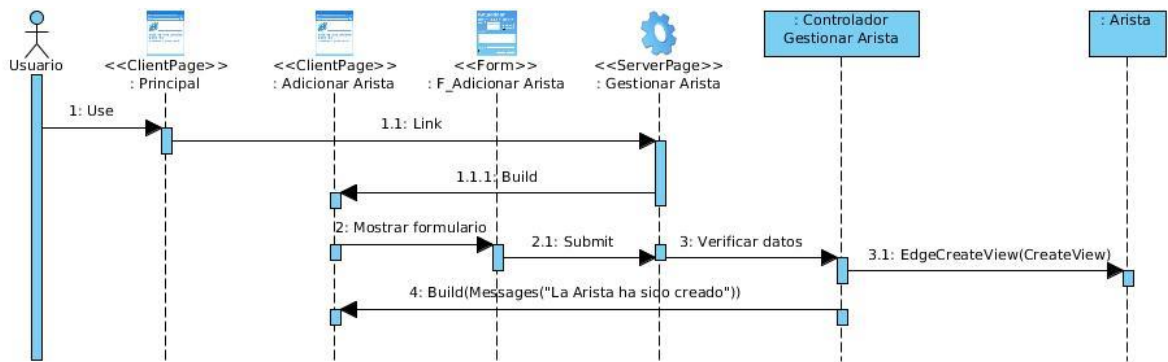 : Controlador
Gestionar Arista
: Arista
Usuario
<<ClientPage>>
: Principal
<<ClientPage>>
: Adicionar Arista
<<Form>>
: F_Adicionar Arista
<<ServerPage>>
: Gestionar Arista
1: Use
1.1: Link
1.1.1: Build
2: Mostrar formulario
2.1: Submit
3: Verificar datos
3.1: EdgeCreateView(CreateView)
4: Build(Messages("La Arista ha sido creado"))